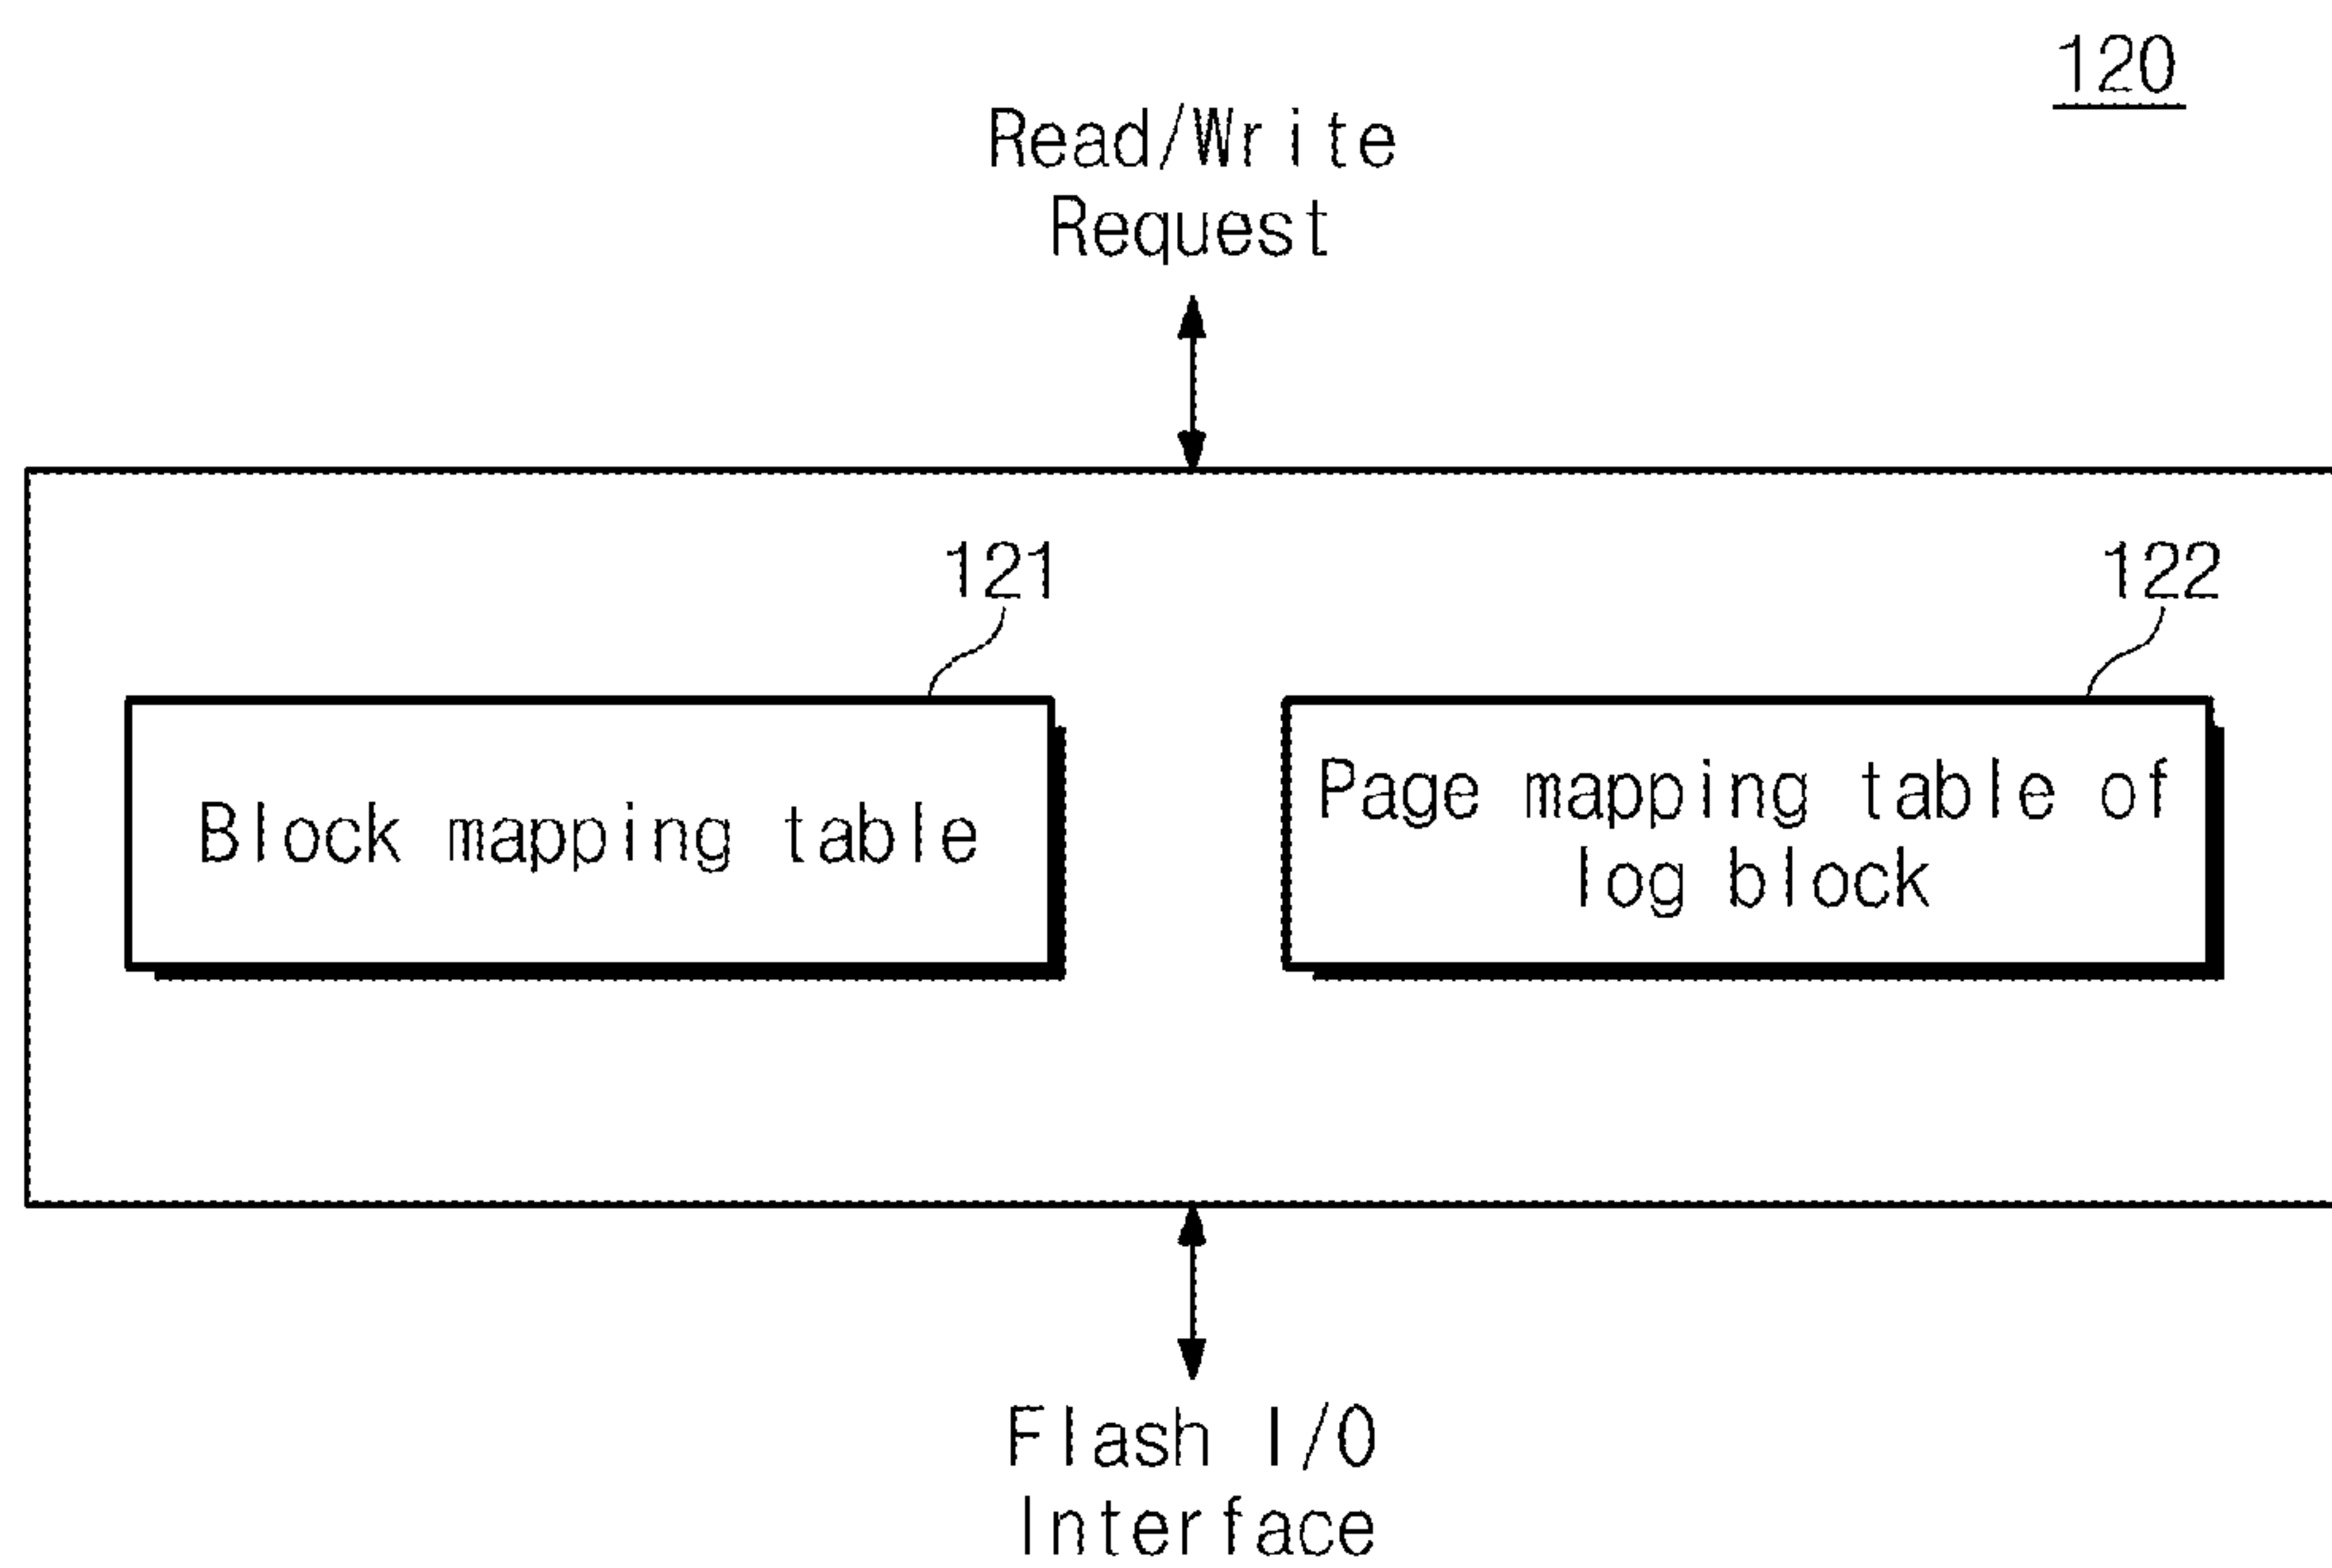 120
Read/Write
Request
121
122
Block mapping table
Page mapping table of
log block
Flash I/O
Interface